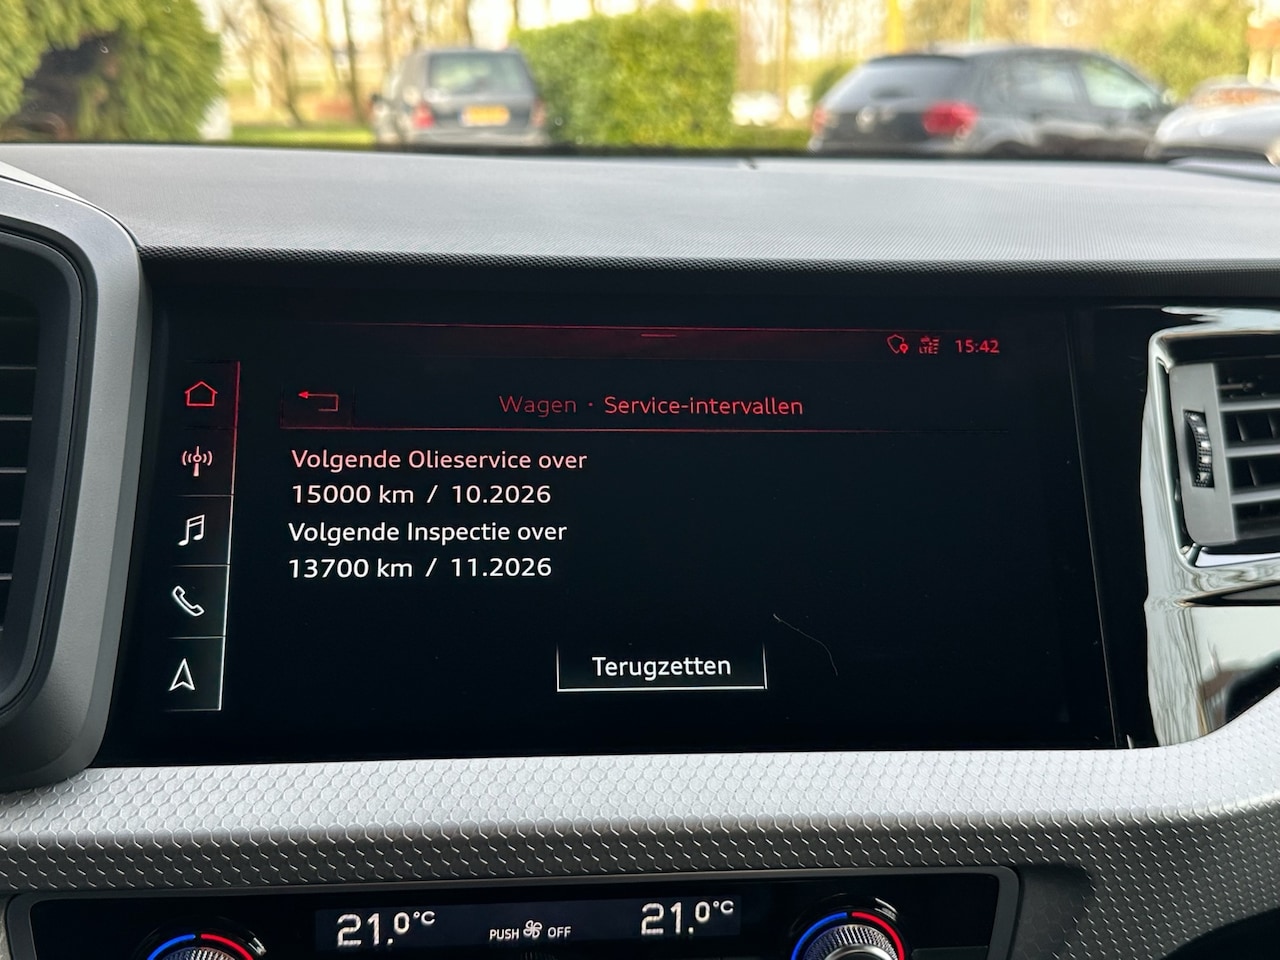 LTE
15:42
Wagen · Service-intervallen
Volgende Olieservice over
15000 km / 10.2026
Volgende Inspectie over
13700 km / 11.2026
Terugzetten
21.0°C
PUSH OFF
21.0°C